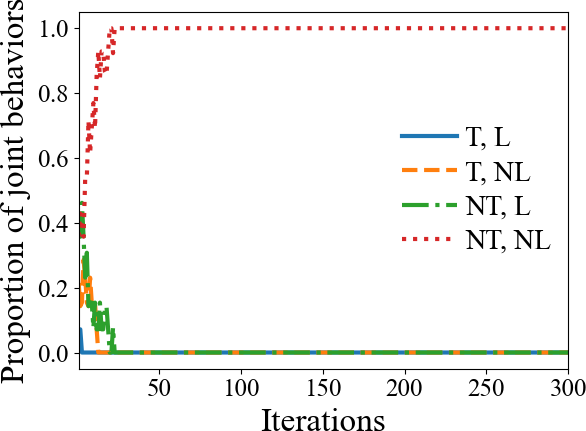 Proportion of joint behaviors
1.0
0.8
0.6
0.4
0.2
0.0
T, L
T, NL
NT, L
NT, NL
50 100 150 200 250 300
Iterations